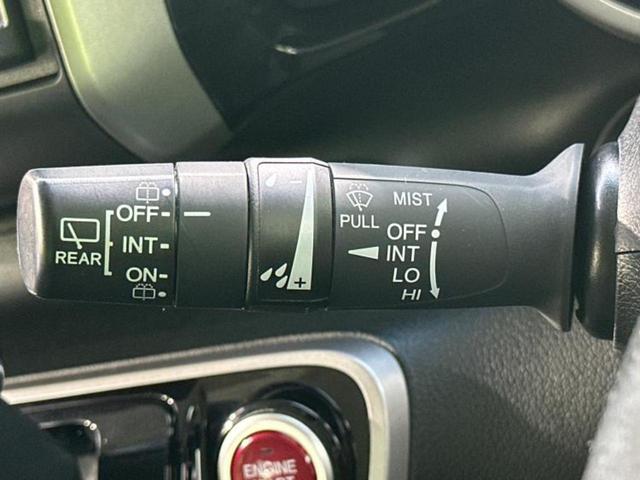 OFF
INT
ON
REAR
−
+
PULL
MIST
OFF
INT
LO
HI
ENGINE